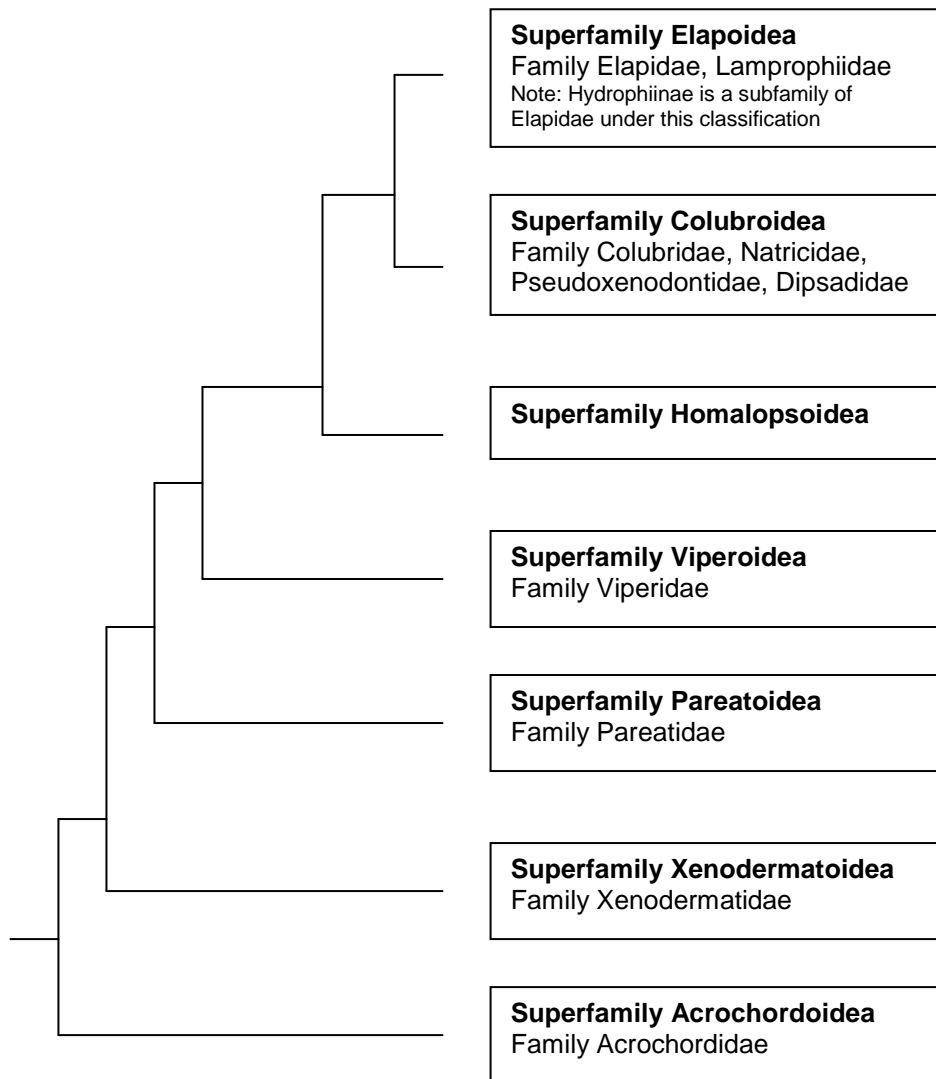 Superfamily Elapoidea
Family Elapidae, Lamprophiidae
Note: Hydrophiinae is a subfamily of
Elapidae under this classification
Superfamily Colubroidea
Family Colubridae, Natricidae,
Pseudoxenodontidae, Dipsadidae
Superfamily Homalopsoidea
Superfamily Viperoidea
Family Viperidae
Superfamily Pareatoidea
Family Pareatidae
Superfamily Xenodermatoidea
Family Xenodermatidae
Superfamily Acrochordoidea
Family Acrochordidae